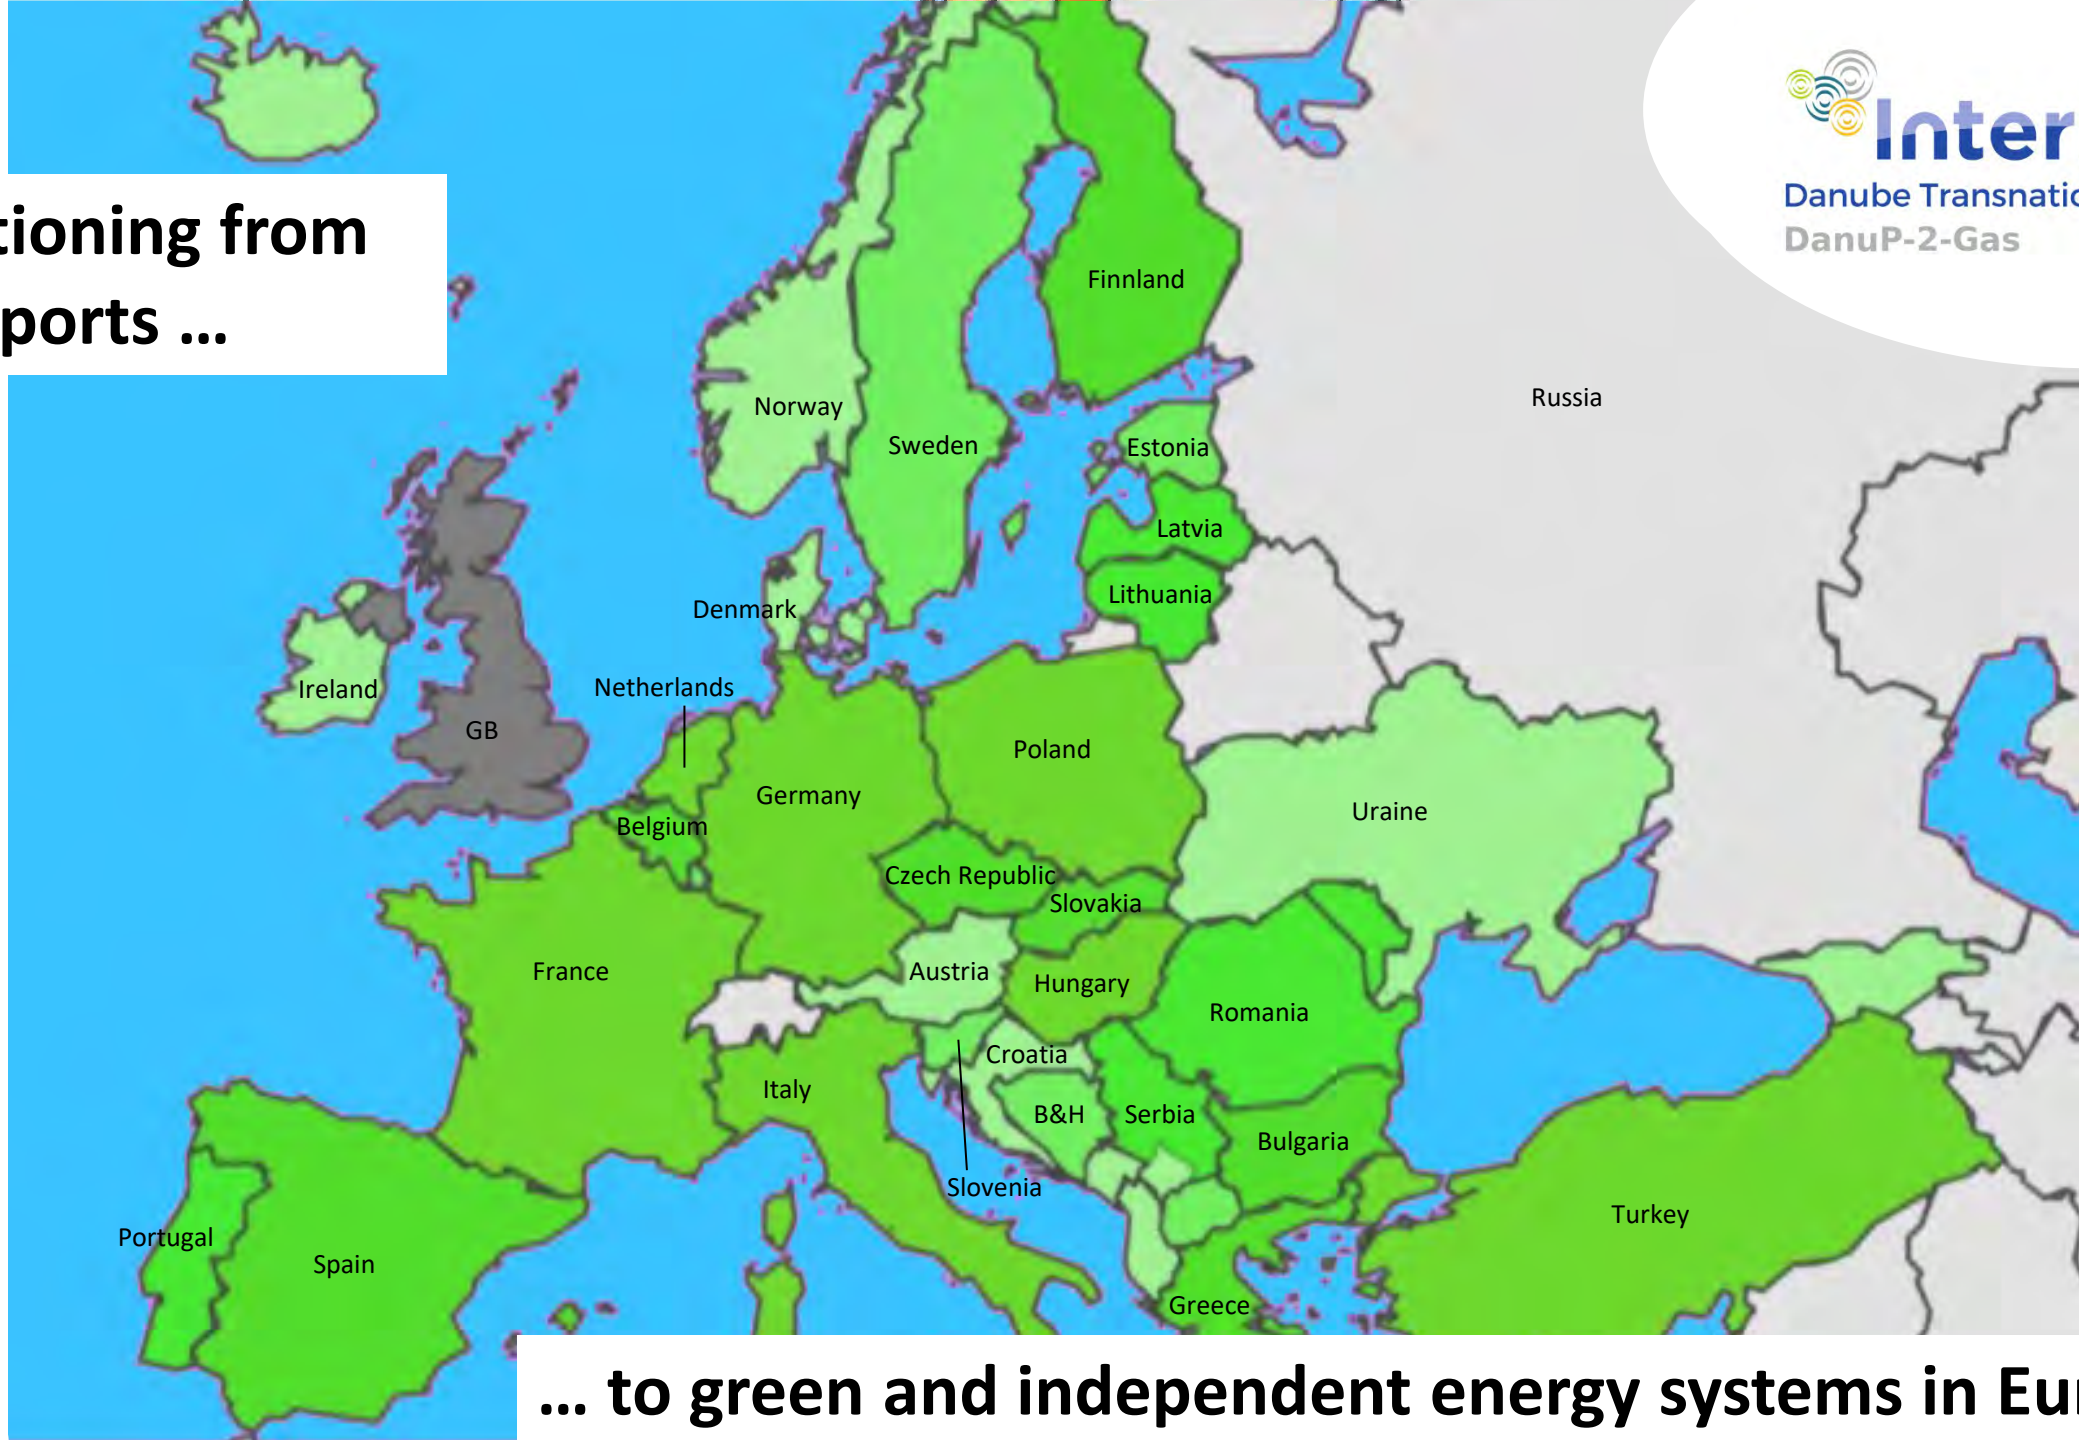 Inter
Danube Transnatio
DanuP-2-Gas
tioning from
ports ...
Finnland
Russia
Norway
Sweden
Estonia
Latvia
Lithuania
Denmark
Netherlands
Ireland
GB
Poland
Germany
Uraine
Belgium
Czech Republic
Slovakia
France
Austria
Hungary
Romania
Croatia
Italy
B&H
Serbia
Bulgaria
Slovenia
Portugal
Turkey
Spain
Greece
... to green and independent energy systems in Eur